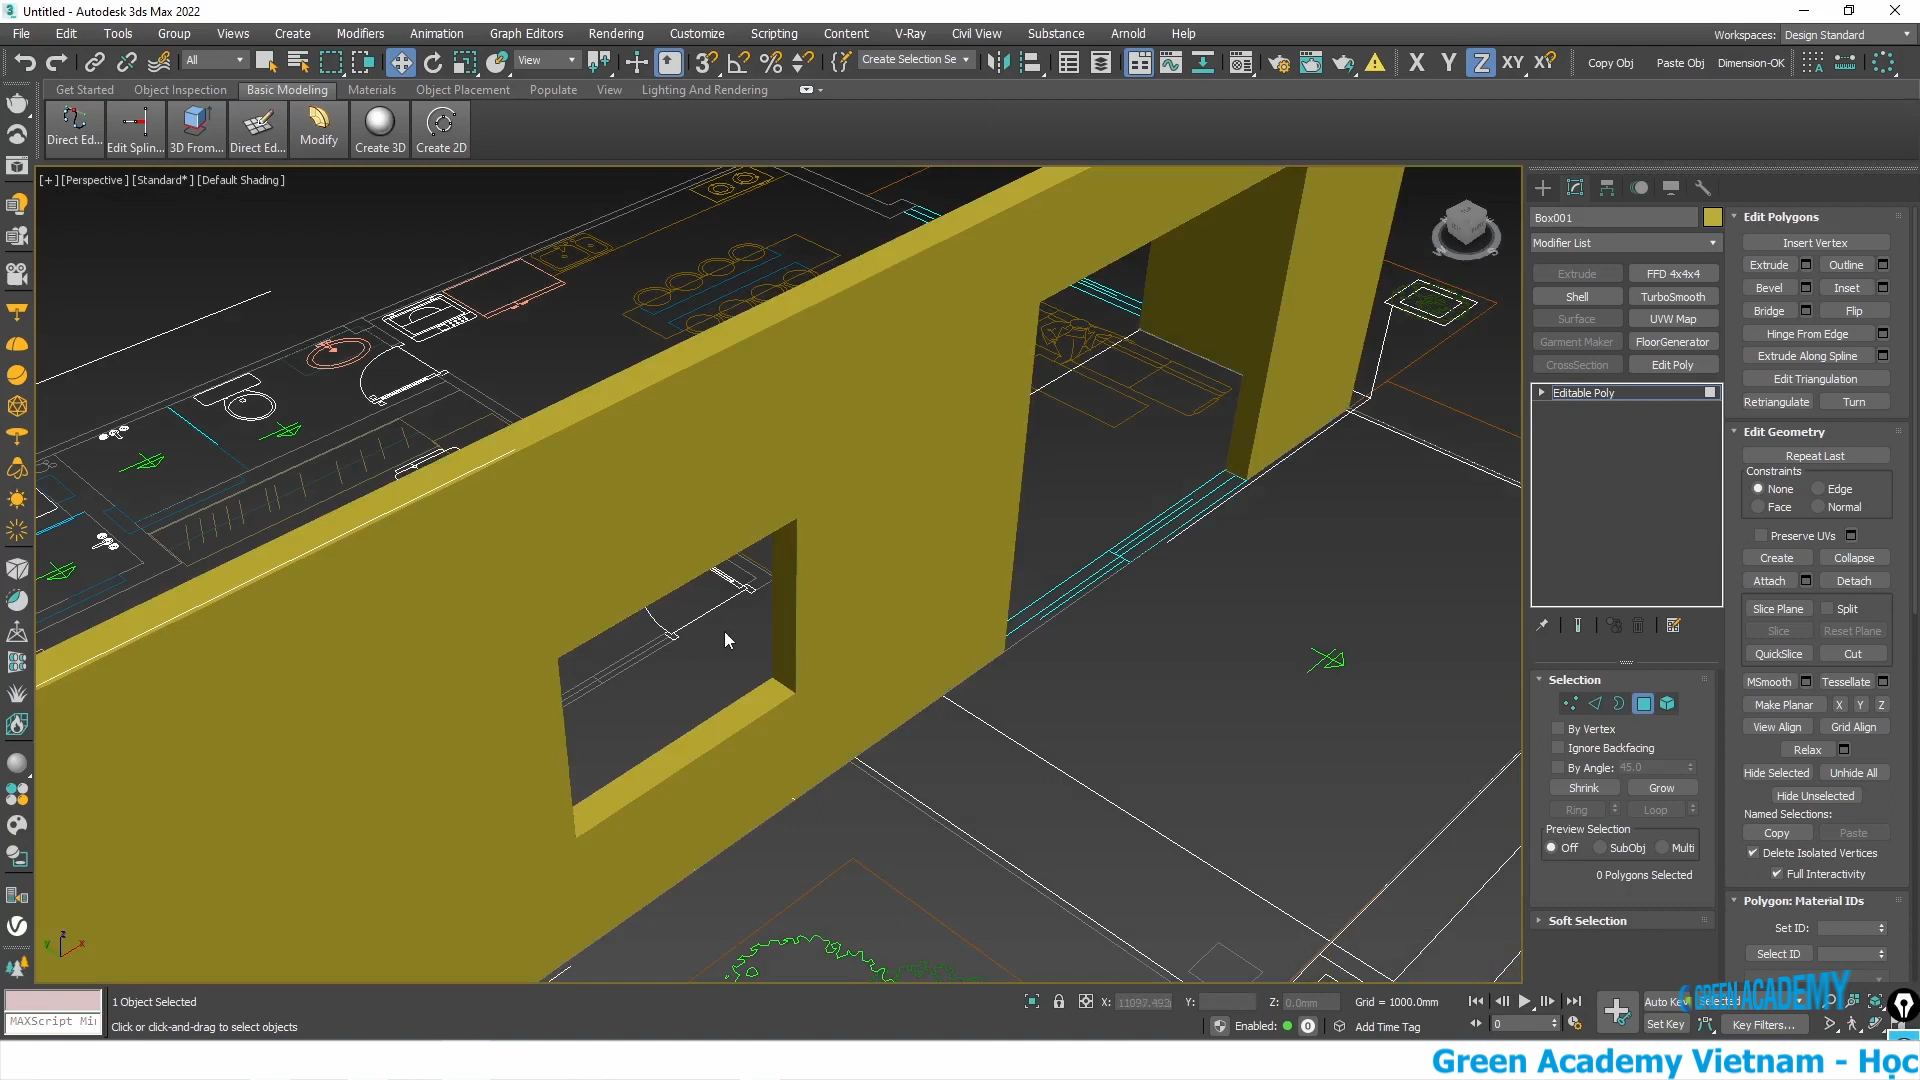 Untitled - Autodesk 3ds Max 2022
File Edit Tools Group Views Create Modifiers Animation Graph Editors Rendering Customize Scripting Content V-Ray Civil View Substance Arnold Help
Workspaces: Design Standard
All View Create Selection Se X Y Z XY Copy Obj Paste Obj Dimension-OK
Get Started Object Inspection Basic Modeling Materials Object Placement Populate View Lighting And Rendering
Direct Ed... Edit Splin... 3D From... Direct Ed... Modify Create 3D Create 2D
[+] [Perspective ] [Standard* ] [Default Shading ]
Box001
Modifier List
Extrude FFD 4x4x4
Shell TurboSmooth
Surface UVW Map
Garment Maker FloorGenerator
CrossSection Edit Poly
Editable Poly
Selection
By Vertex
Ignore Backfacing
By Angle: 45.0
Shrink Grow
Ring Loop
Preview Selection
Off SubObj Multi
0 Polygons Selected
Soft Selection
Edit Polygons
Insert Vertex
Extrude Outline
Bevel Inset
Bridge Flip
Hinge From Edge
Extrude Along Spline
Edit Triangulation
Retriangulate Turn
Edit Geometry
Repeat Last
Constraints
None Edge
Face Normal
Preserve UVs
Create Collapse
Attach Detach
Slice Plane Split
Slice Reset Plane
QuickSlice Cut
MSmooth Tessellate
Make Planar X Y Z
View Align Grid Align
Relax
Hide Selected Unhide All
Hide Unselected
Named Selections:
Copy Paste
Delete Isolated Vertices
Full Interactivity
Polygon: Material IDs
Set ID:
Select ID
z
y x
1 Object Selected
MAXScript Mi
Click or click-and-drag to select objects
X: Y: Z: 0.0mm Grid = 1000.0mm
Enabled: 0 Add Time Tag
0
Auto Key Selected
Set Key Key Filters...
GREEN ACADEMY
Green Academy Vietnam - Học